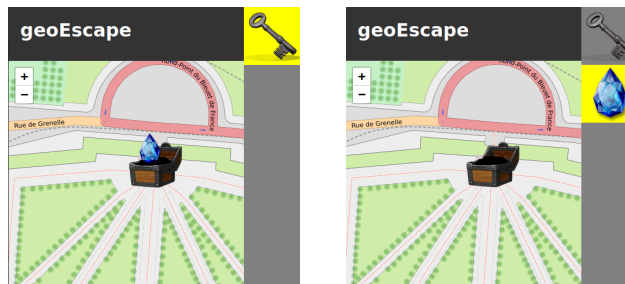 geoEscape
+
−
Rond-Point du Bleuet de France
Rue de Grenelle
geoEscape
+
−
Rond-Point du Bleuet de France
Rue de Grenelle